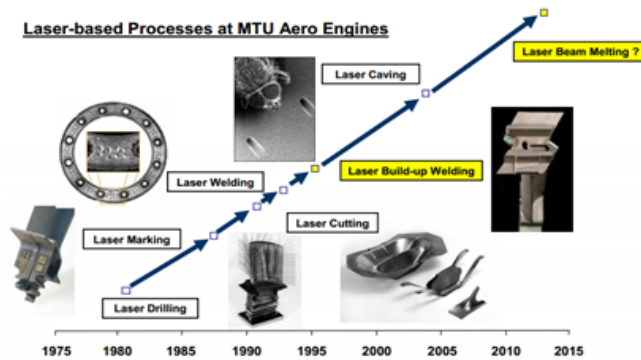 Laser-based Processes at MTU Aero Engines
Laser Beam Melting ?
Laser Caving
Laser Welding
Laser Build-up Welding
Laser Marking
Laser Cutting
Laser Drilling
1975 1980 1985 1990 1995 2000 2005 2010 2015